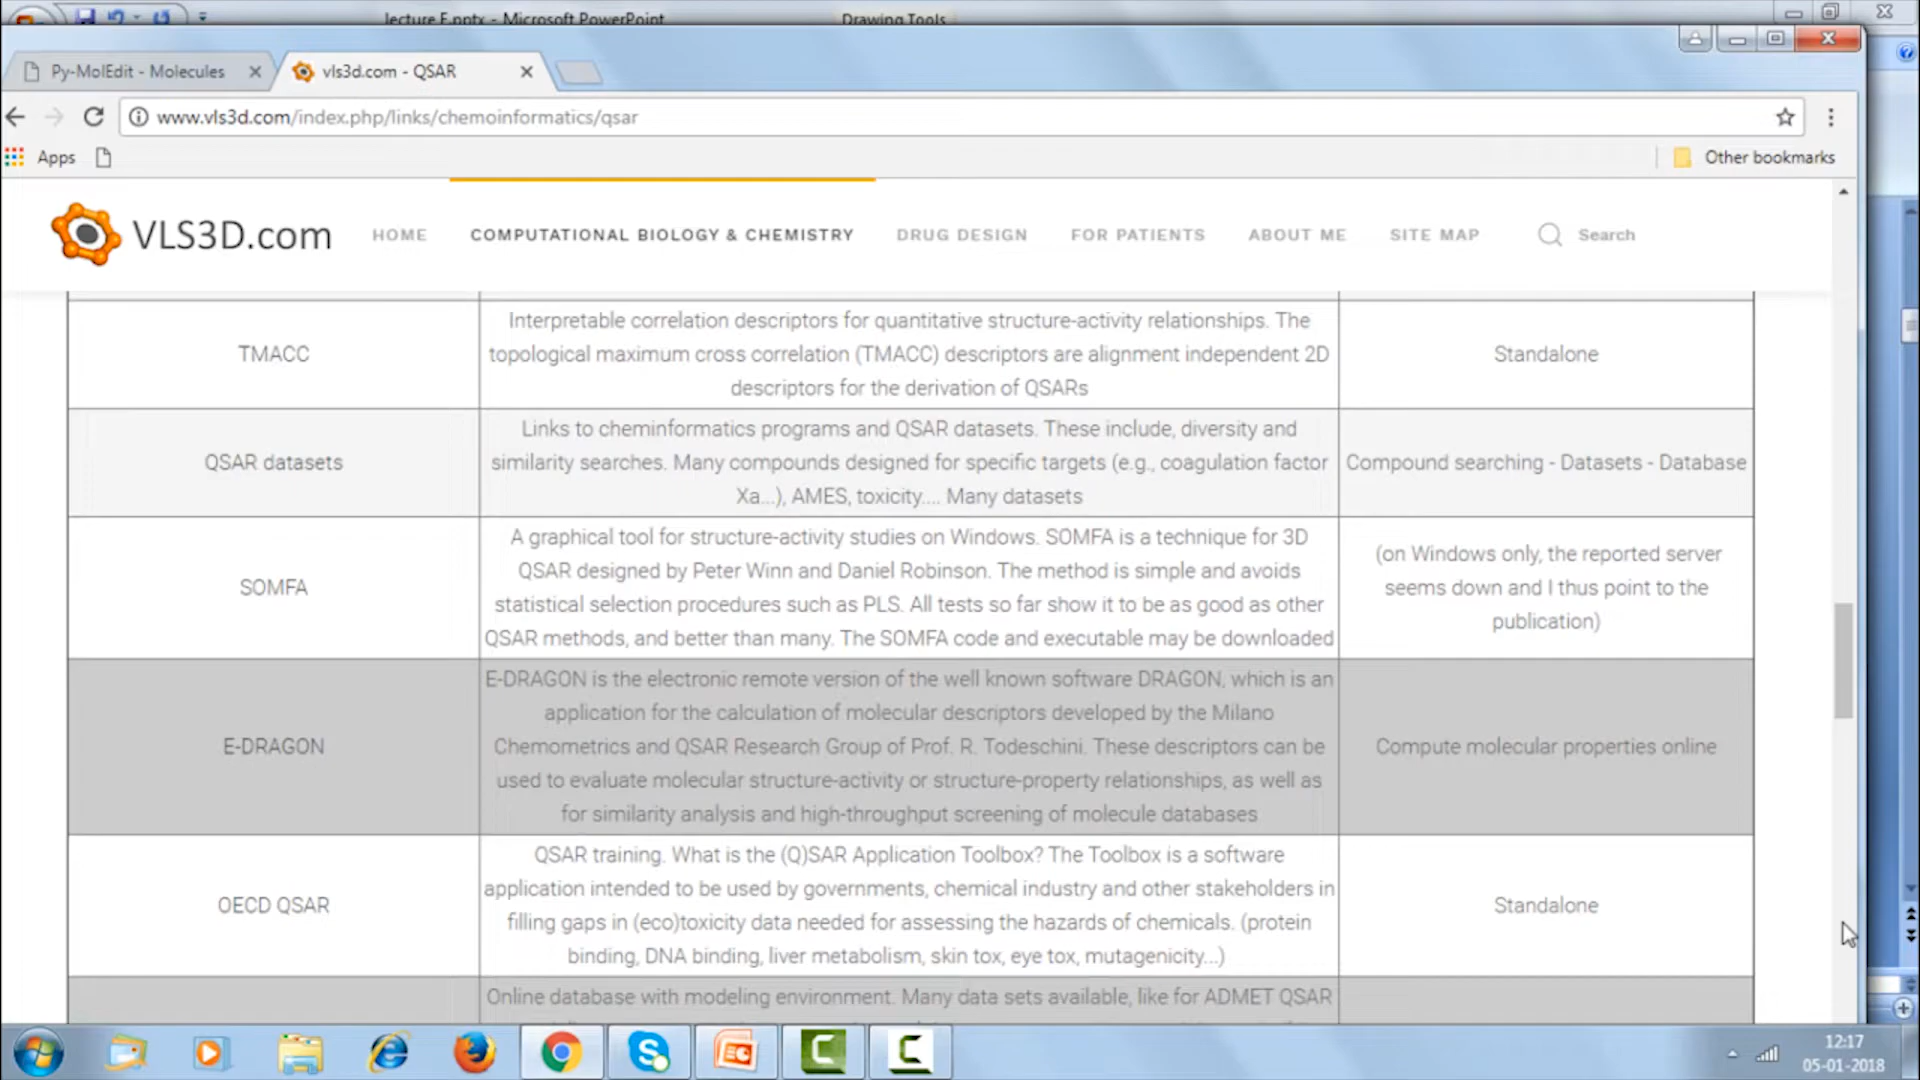 lecture F.pptx - Microsoft PowerPoint
Drawing Tools
Py-MolEdit - Molecules
vls3d.com - QSAR
www.vls3d.com/index.php/links/chemoinformatics/qsar
Apps
Other bookmarks
VLS3D.com
HOME
COMPUTATIONAL BIOLOGY & CHEMISTRY
DRUG DESIGN
FOR PATIENTS
ABOUT ME
SITE MAP
Search
TMACC
Interpretable correlation descriptors for quantitative structure-activity relationships. The
topological maximum cross correlation (TMACC) descriptors are alignment independent 2D
descriptors for the derivation of QSARs
Standalone
QSAR datasets
Links to cheminformatics programs and QSAR datasets. These include, diversity and
similarity searches. Many compounds designed for specific targets (e.g., coagulation factor
Xa...), AMES, toxicity.... Many datasets
Compound searching - Datasets - Database
SOMFA
A graphical tool for structure-activity studies on Windows. SOMFA is a technique for 3D
QSAR designed by Peter Winn and Daniel Robinson. The method is simple and avoids
statistical selection procedures such as PLS. All tests so far show it to be as good as other
QSAR methods, and better than many. The SOMFA code and executable may be downloaded
(on Windows only, the reported server
seems down and I thus point to the
publication)
E-DRAGON
E-DRAGON is the electronic remote version of the well known software DRAGON, which is an
application for the calculation of molecular descriptors developed by the Milano
Chemometrics and QSAR Research Group of Prof. R. Todeschini. These descriptors can be
used to evaluate molecular structure-activity or structure-property relationships, as well as
for similarity analysis and high-throughput screening of molecule databases
Compute molecular properties online
OECD QSAR
QSAR training. What is the (Q)SAR Application Toolbox? The Toolbox is a software
application intended to be used by governments, chemical industry and other stakeholders in
filling gaps in (eco)toxicity data needed for assessing the hazards of chemicals. (protein
binding, DNA binding, liver metabolism, skin tox, eye tox, mutagenicity...)
Standalone
Online database with modeling environment. Many data sets available, like for ADMET QSAR
12:17
05-01-2018